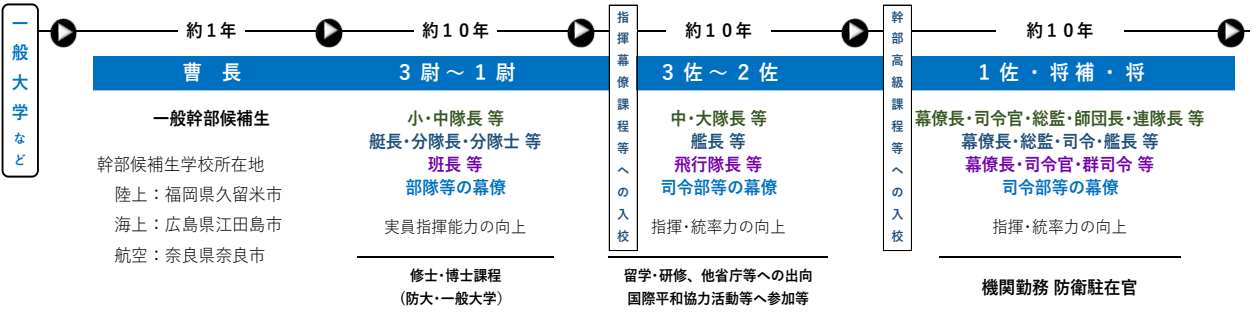 一般大学など
約1年
約10年
指揮幕僚課程等への入校
約10年
幹部高級課程等への入校
約10年
曹 長
3 尉 ～ 1 尉
3 佐 ～ 2 佐
1 佐 ・ 将 補 ・ 将
一般幹部候補生
幹部候補生学校所在地
陸上：福岡県久留米市
海上：広島県江田島市
航空：奈良県奈良市
小・中隊長 等
艇長・分隊長・分隊士 等
班長 等
部隊等の幕僚
実員指揮能力の向上
修士・博士課程
（防大・一般大学）
中・大隊長 等
艦長 等
飛行隊長 等
司令部等の幕僚
指揮・統率力の向上
留学・研修、他省庁等への出向
国際平和協力活動等へ参加等
幕僚長・司令官・総監・師団長・連隊長 等
幕僚長・総監・司令・艦長 等
幕僚長・司令官・群司令 等
司令部等の幕僚
指揮・統率力の向上
機関勤務 防衛駐在官